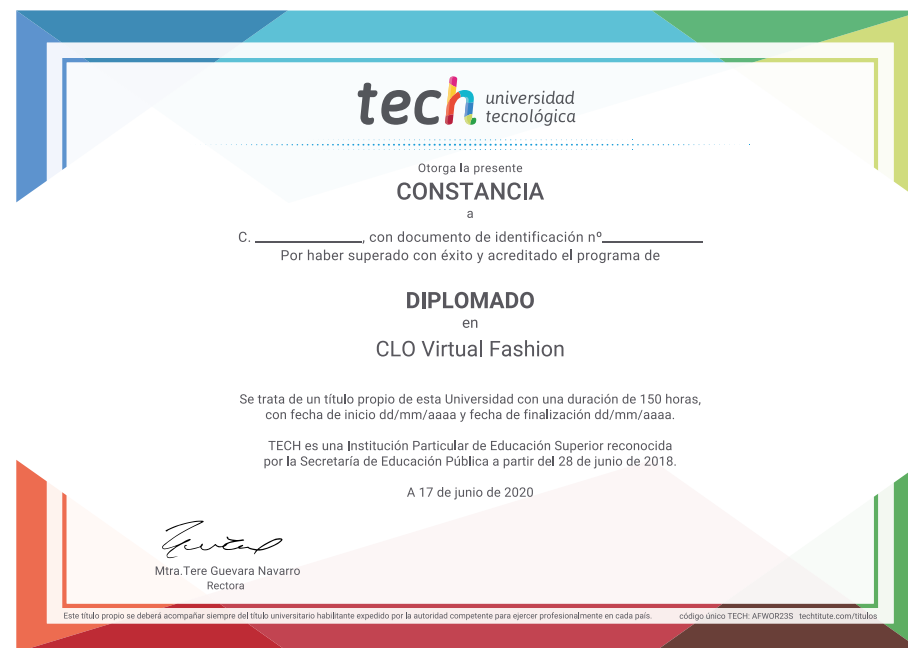 tech universidad
tecnológica
Otorga la presente
CONSTANCIA
a
C. ____________, con documento de identificación nº____________
Por haber superado con éxito y acreditado el programa de
DIPLOMADO
en
CLO Virtual Fashion
Se trata de un título propio de esta Universidad con una duración de 150 horas,
con fecha de inicio dd/mm/aaaa y fecha de finalización dd/mm/aaaa.
TECH es una Institución Particular de Educación Superior reconocida
por la Secretaría de Educación Pública a partir del 28 de junio de 2018.
A 17 de junio de 2020
Mtra.Tere Guevara Navarro
Rectora
Este título propio se deberá acompañar siempre del título universitario habilitante expedido por la autoridad competente para ejercer profesionalmente en cada país. código único TECH: AFWOR23S techtitute.com/titulos